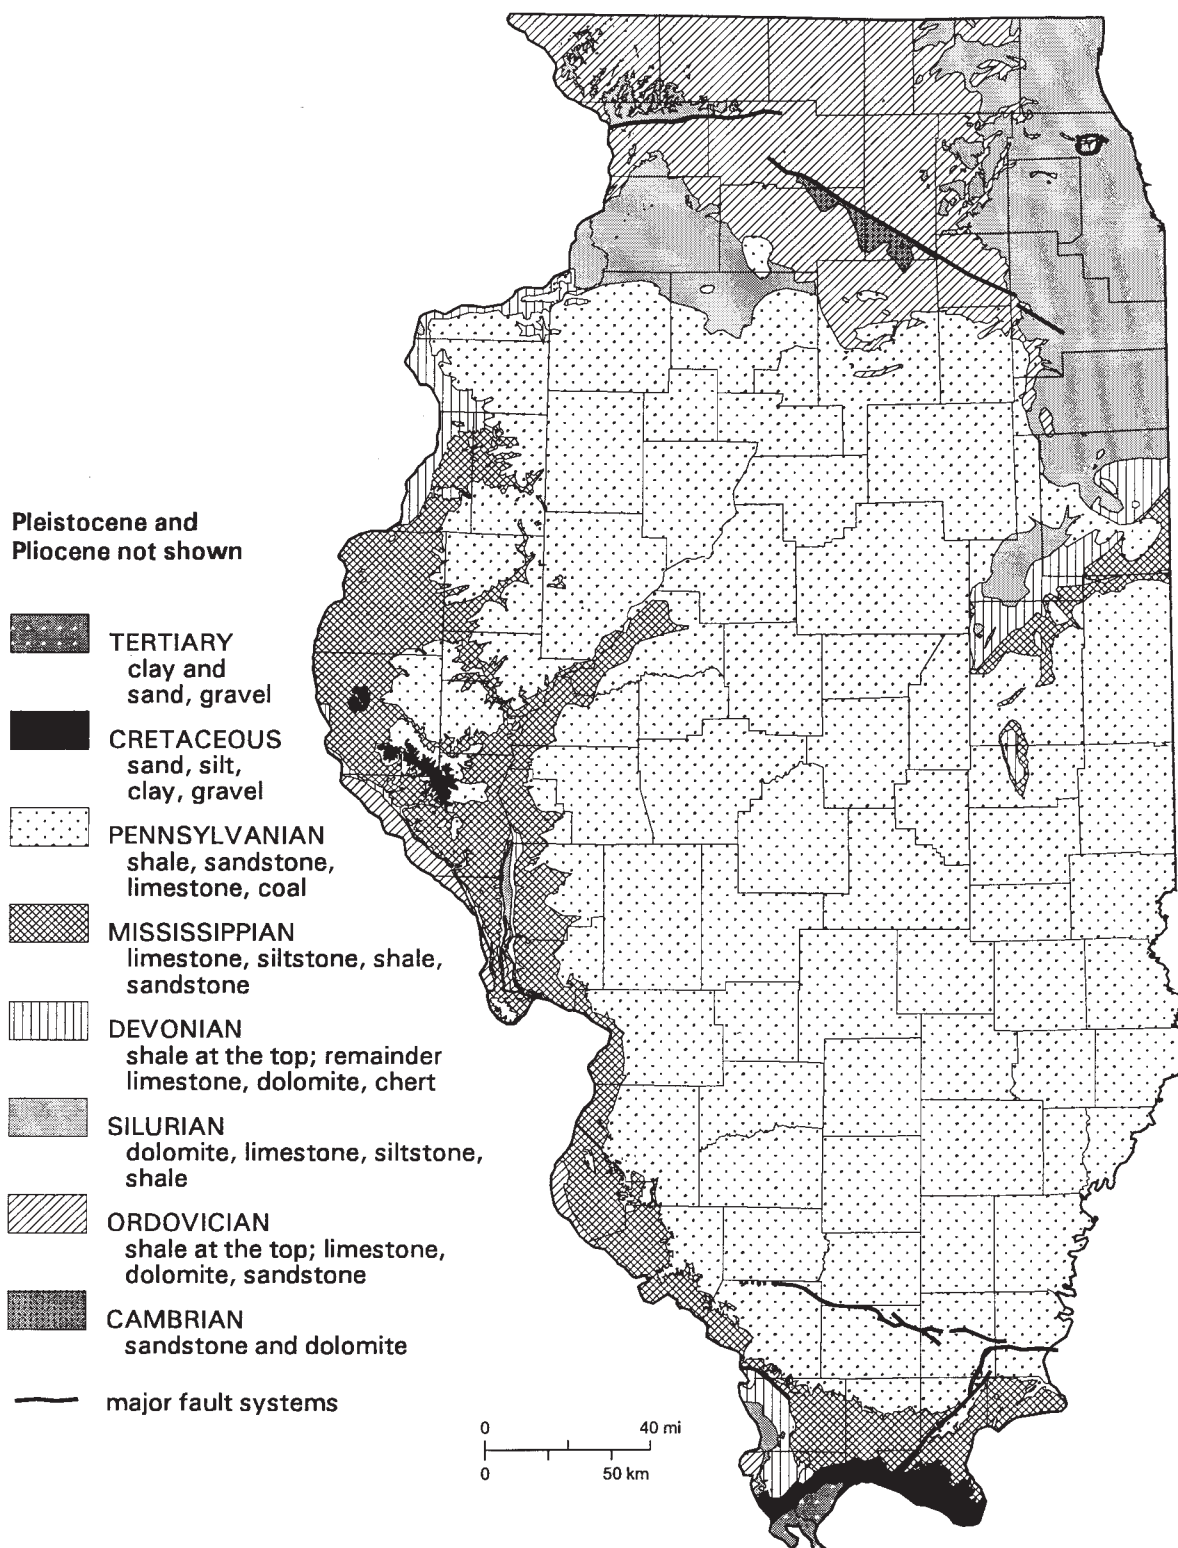 Pleistocene and
Pliocene not shown
TERTIARY
clay and
sand, gravel
CRETACEOUS
sand, silt,
clay, gravel
PENNSYLVANIAN
shale, sandstone,
limestone, coal
MISSISSIPPIAN
limestone, siltstone, shale,
sandstone
DEVONIAN
shale at the top; remainder
limestone, dolomite, chert
SILURIAN
dolomite, limestone, siltstone,
shale
ORDOVICIAN
shale at the top; limestone,
dolomite, sandstone
CAMBRIAN
sandstone and dolomite
major fault systems
0 40 mi
0 50 km